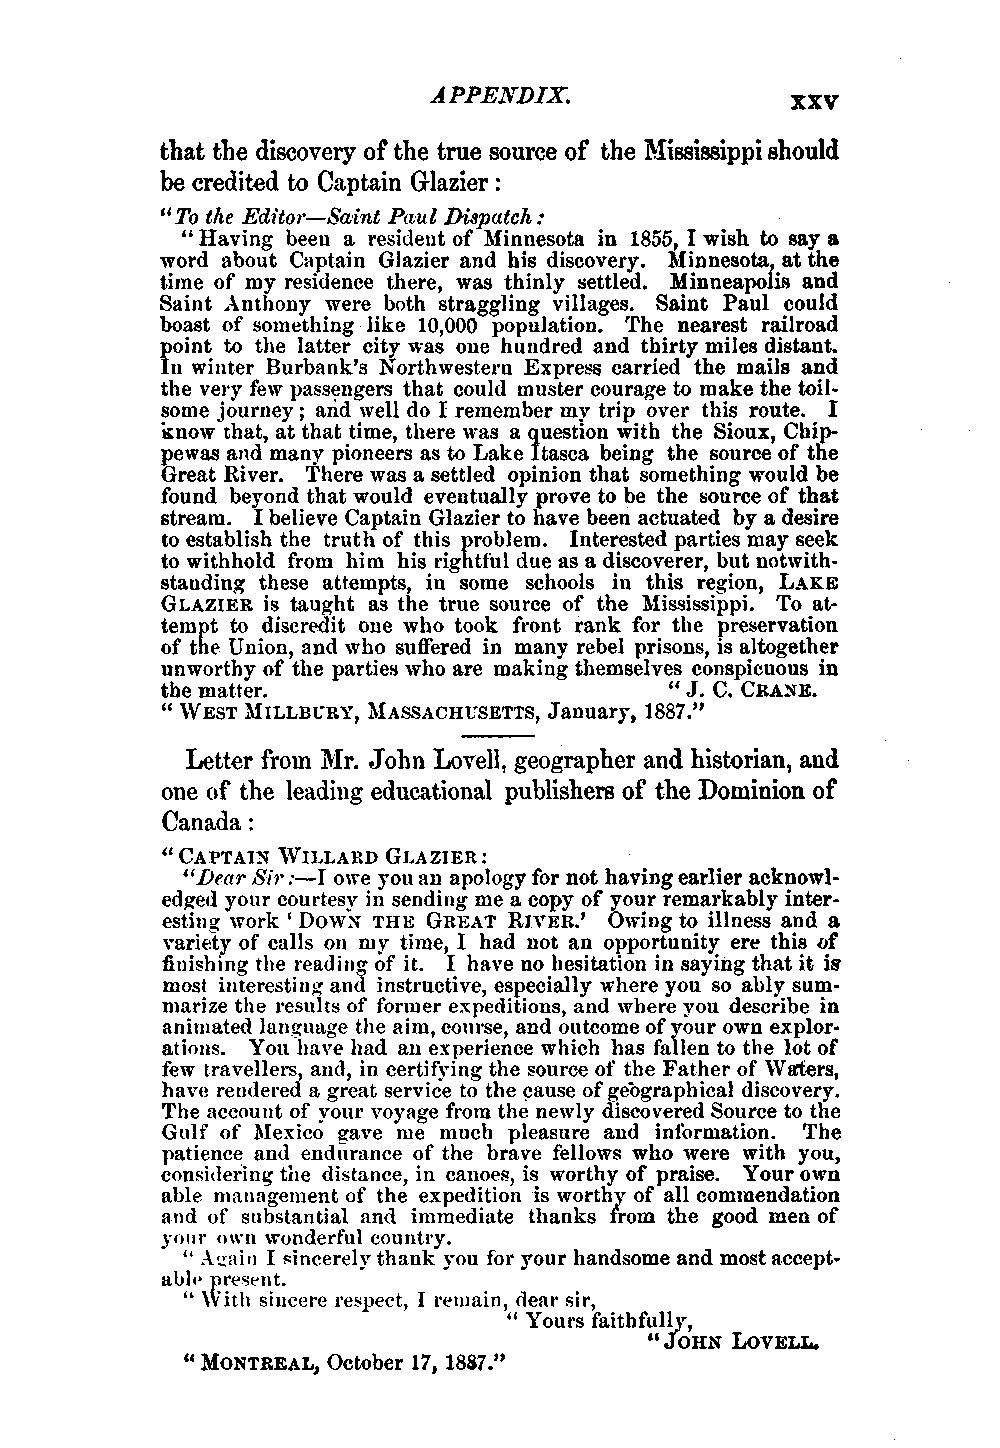 APPENDIX. XXV
that the discovery of the true source of the Mississippi should
be credited to Captain Glazier :
"To the Editor—Saint Paul Dispatch :
"Having been a resident of Minnesota in 1855, I wish to say a
word about Captain Glazier and his discovery. Minnesota, at the
time of my residence there, was thinly settled. Minneapolis and
Saint Anthony were both straggling villages. Saint Paul could
boast of something like 10,000 population. The nearest railroad
point to the latter city was one hundred and thirty miles distant.
In winter Burbank's Northwestern Express carried the mails and
the very few passengers that could muster courage to make the toil-
some journey ; and well do I remember my trip over this route. I
know that, at that time, there was a question with the Sioux, Chip-
pewas and many pioneers as to Lake Itasca being the source of the
Great River. There was a settled opinion that something would be
found beyond that would eventually prove to be the source of that
stream. I believe Captain Glazier to have been actuated by a desire
to establish the truth of this problem. Interested parties may seek
to withhold from him his rightful due as a discoverer, but notwith-
standing these attempts, in some schools in this region, LAKE
GLAZIER is taught as the true source of the Mississippi. To at-
tempt to discredit one who took front rank for the preservation
of the Union, and who suffered in many rebel prisons, is altogether
unworthy of the parties who are making themselves conspicuous in
the matter. "J. C. CRANE.
"WEST MILLBURY, MASSACHUSETTS, January, 1887."
Letter from Mr. John Lovell, geographer and historian, and
one of the leading educational publishers of the Dominion of
Canada :
"CAPTAIN WILLARD GLAZIER :
"Dear Sir :—I owe you an apology for not having earlier acknowl-
edged your courtesy in sending me a copy of your remarkably inter-
esting work 'DOWN THE GREAT RIVER.' Owing to illness and a
variety of calls on my time, I had not an opportunity ere this of
finishing the reading of it. I have no hesitation in saying that it is
most interesting and instructive, especially where you so ably sum-
marize the results of former expeditions, and where you describe in
animated language the aim, course, and outcome of your own explor-
ations. You have had an experience which has fallen to the lot of
few travellers, and, in certifying the source of the Father of Waters,
have rendered a great service to the cause of geographical discovery.
The account of your voyage from the newly discovered Source to the
Gulf of Mexico gave me much pleasure and information. The
patience and endurance of the brave fellows who were with you,
considering the distance, in canoes, is worthy of praise. Your own
able management of the expedition is worthy of all commendation
and of substantial and immediate thanks from the good men of
your own wonderful country.
"Again I sincerely thank you for your handsome and most accept-
able present.
"With sincere respect, I remain, dear sir,
"Yours faithfully,
"JOHN LOVELL.
"MONTREAL, October 17, 1887."